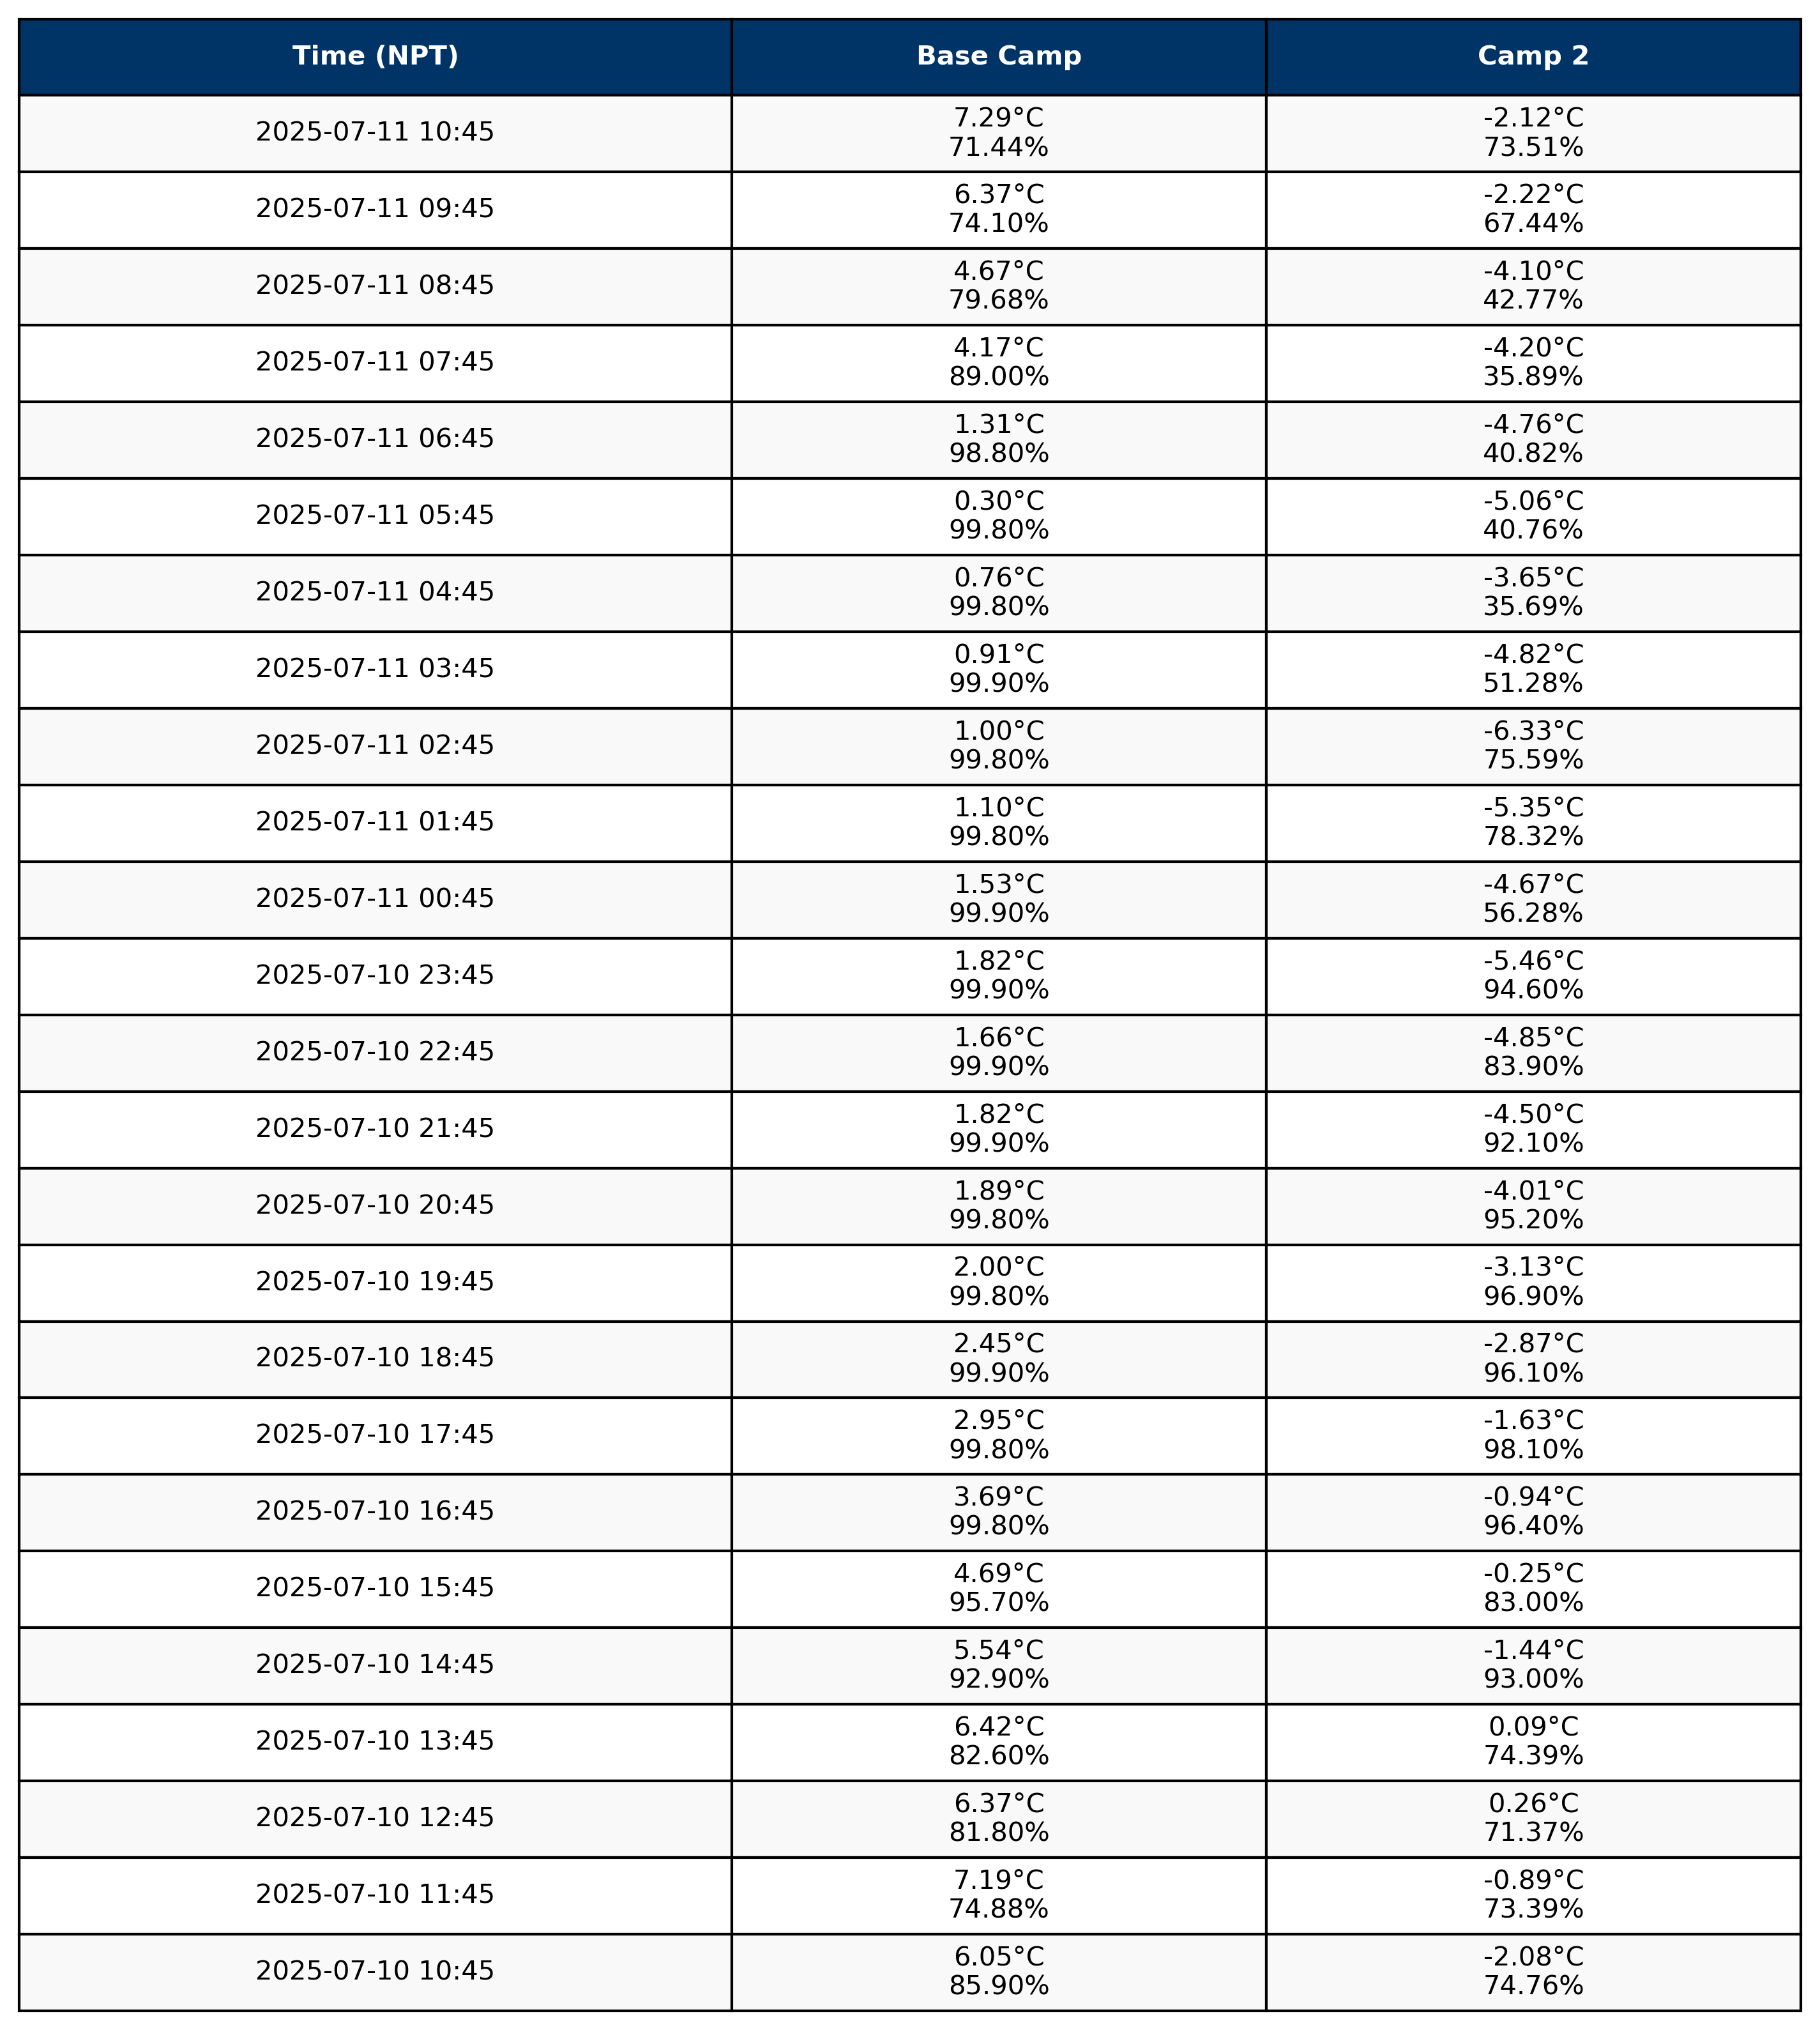 Time (NPT) Base Camp Camp 2
2025-07-11 10:45
7.29°C
71.44%
-2.12°C
73.51%
2025-07-11 09:45
6.37°C
74.10%
-2.22°C
67.44%
2025-07-11 08:45
4.67°C
79.68%
-4.10°C
42.77%
2025-07-11 07:45
4.17°C
89.00%
-4.20°C
35.89%
2025-07-11 06:45
1.31°C
98.80%
-4.76°C
40.82%
2025-07-11 05:45
0.30°C
99.80%
-5.06°C
40.76%
2025-07-11 04:45
0.76°C
99.80%
-3.65°C
35.69%
2025-07-11 03:45
0.91°C
99.90%
-4.82°C
51.28%
2025-07-11 02:45
1.00°C
99.80%
-6.33°C
75.59%
2025-07-11 01:45
1.10°C
99.80%
-5.35°C
78.32%
2025-07-11 00:45
1.53°C
99.90%
-4.67°C
56.28%
2025-07-10 23:45
1.82°C
99.90%
-5.46°C
94.60%
2025-07-10 22:45
1.66°C
99.90%
-4.85°C
83.90%
2025-07-10 21:45
1.82°C
99.90%
-4.50°C
92.10%
2025-07-10 20:45
1.89°C
99.80%
-4.01°C
95.20%
2025-07-10 19:45
2.00°C
99.80%
-3.13°C
96.90%
2025-07-10 18:45
2.45°C
99.90%
-2.87°C
96.10%
2025-07-10 17:45
2.95°C
99.80%
-1.63°C
98.10%
2025-07-10 16:45
3.69°C
99.80%
-0.94°C
96.40%
2025-07-10 15:45
4.69°C
95.70%
-0.25°C
83.00%
2025-07-10 14:45
5.54°C
92.90%
-1.44°C
93.00%
2025-07-10 13:45
6.42°C
82.60%
0.09°C
74.39%
2025-07-10 12:45
6.37°C
81.80%
0.26°C
71.37%
2025-07-10 11:45
7.19°C
74.88%
-0.89°C
73.39%
2025-07-10 10:45
6.05°C
85.90%
-2.08°C
74.76%